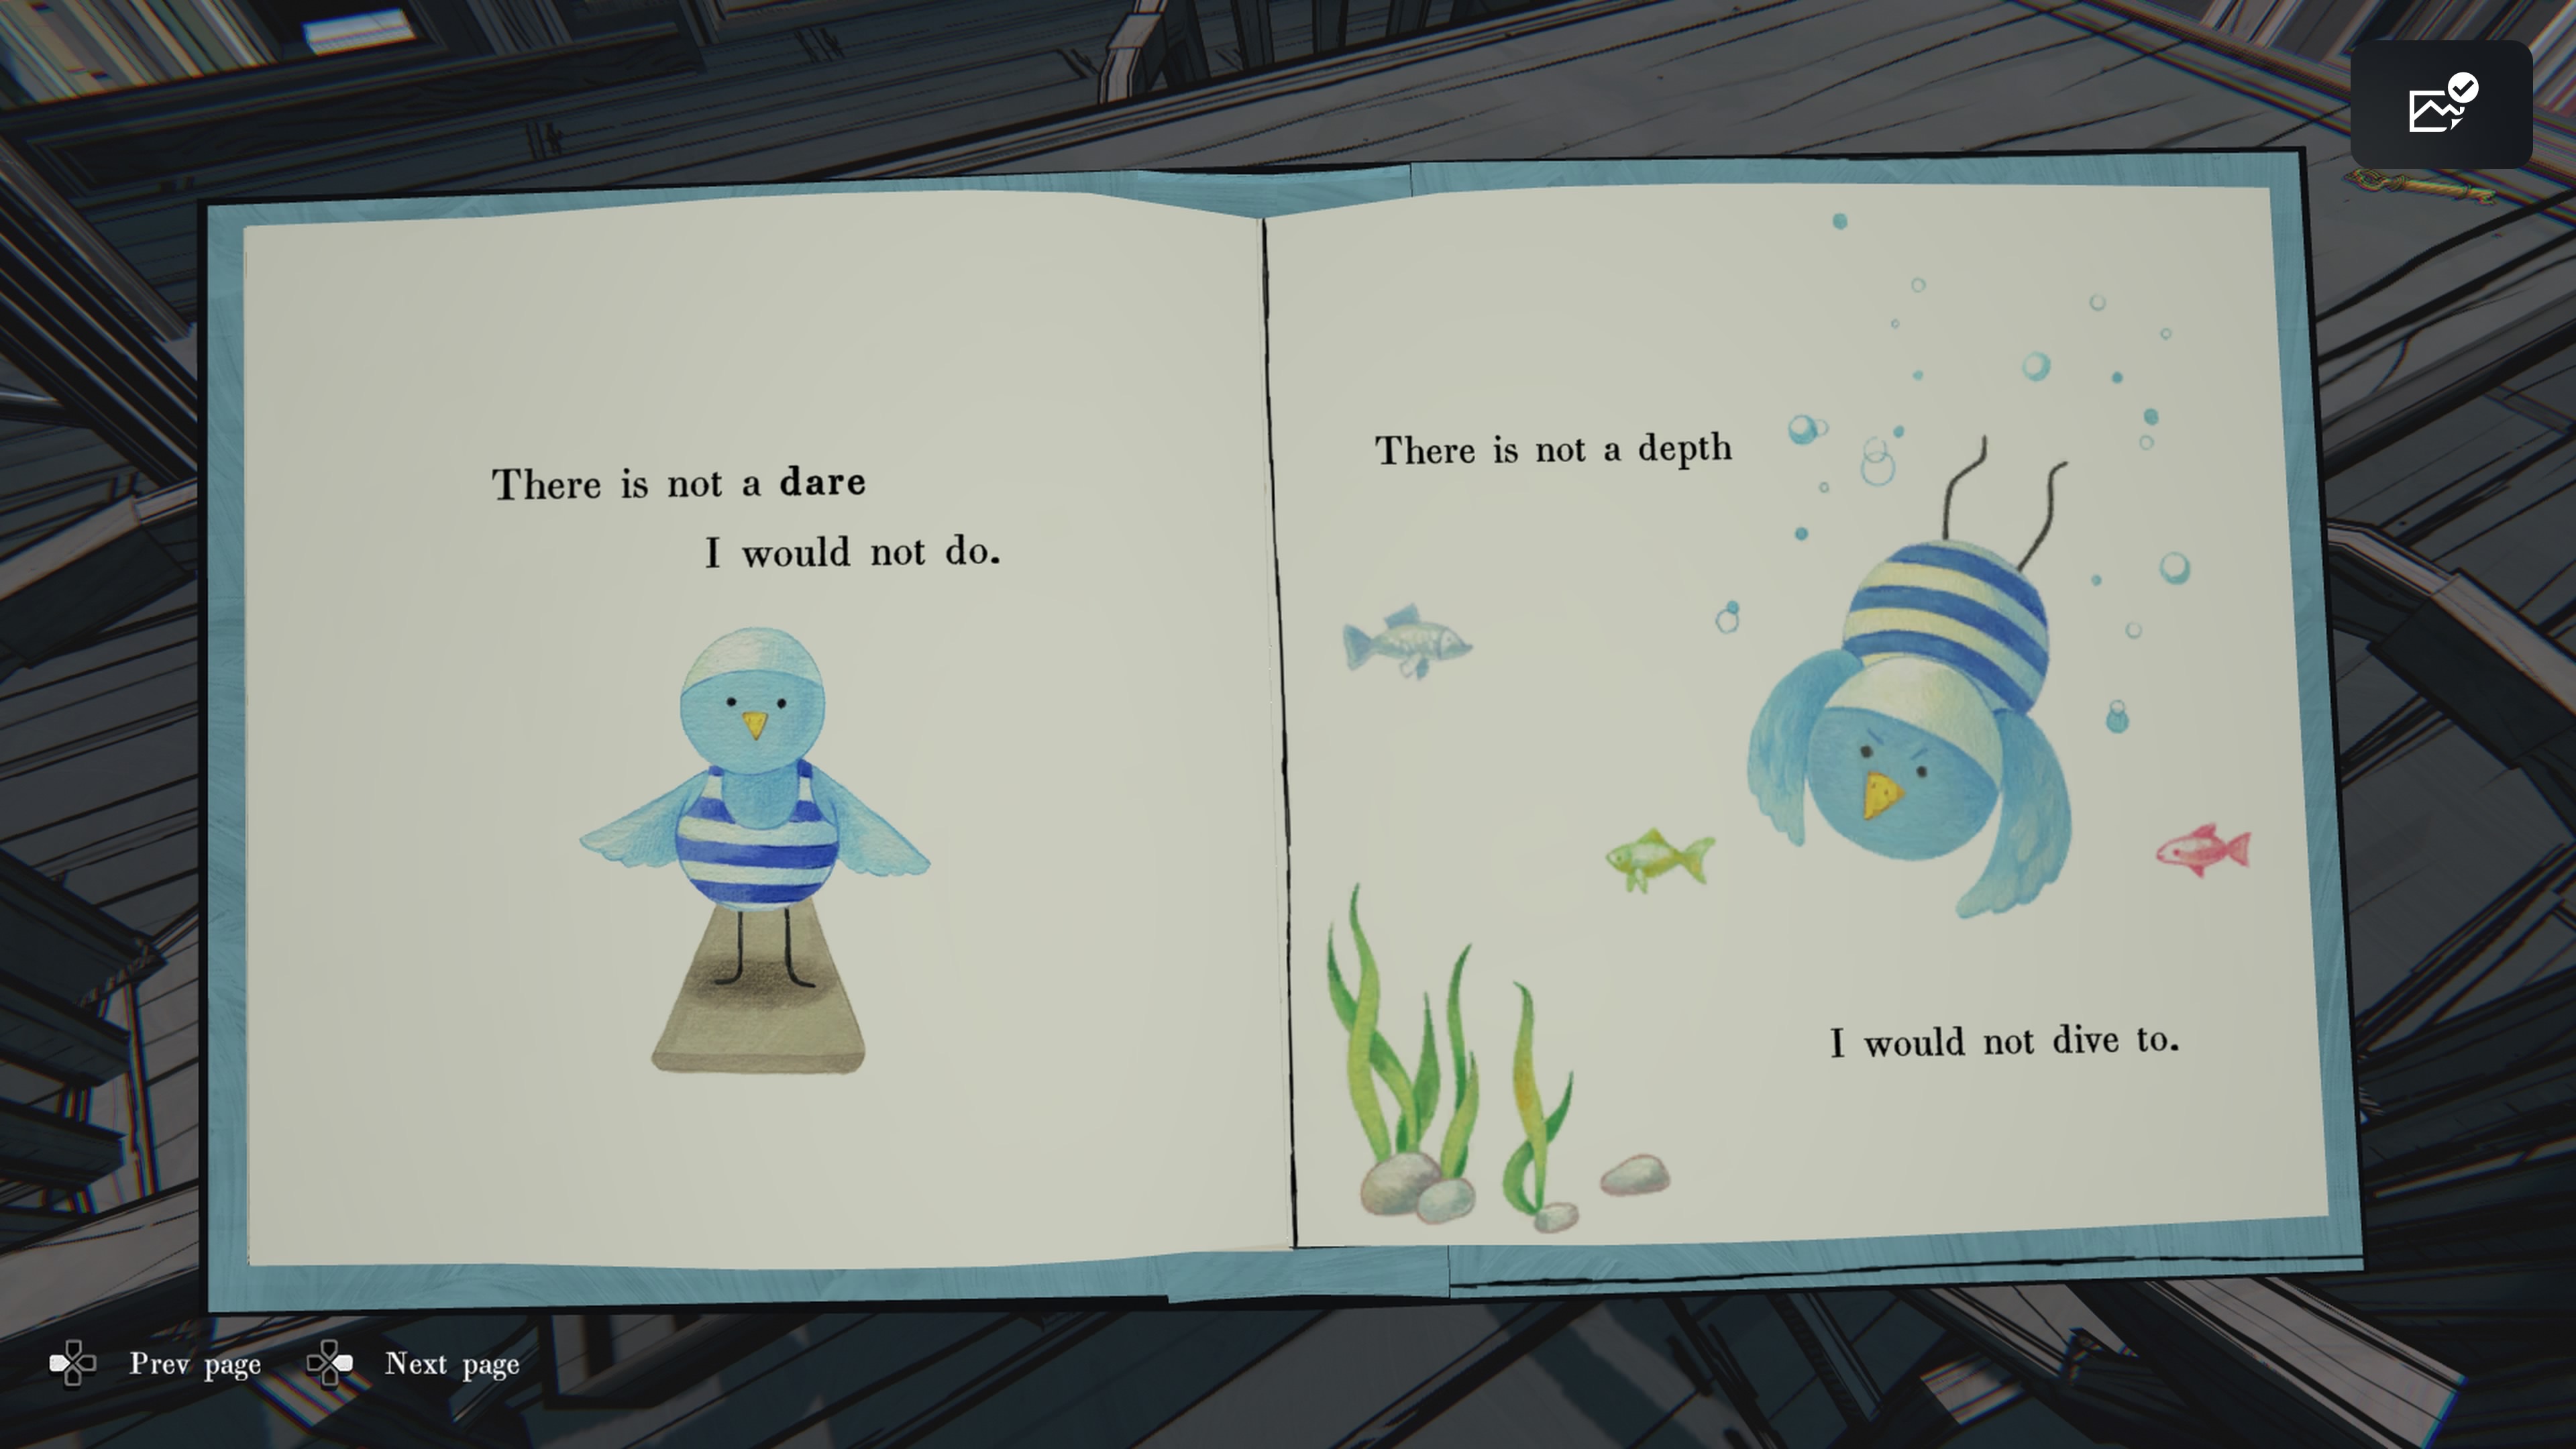 There is not a dare
I would not do.
There is not a depth
I would not dive to.
Prev page
Next page